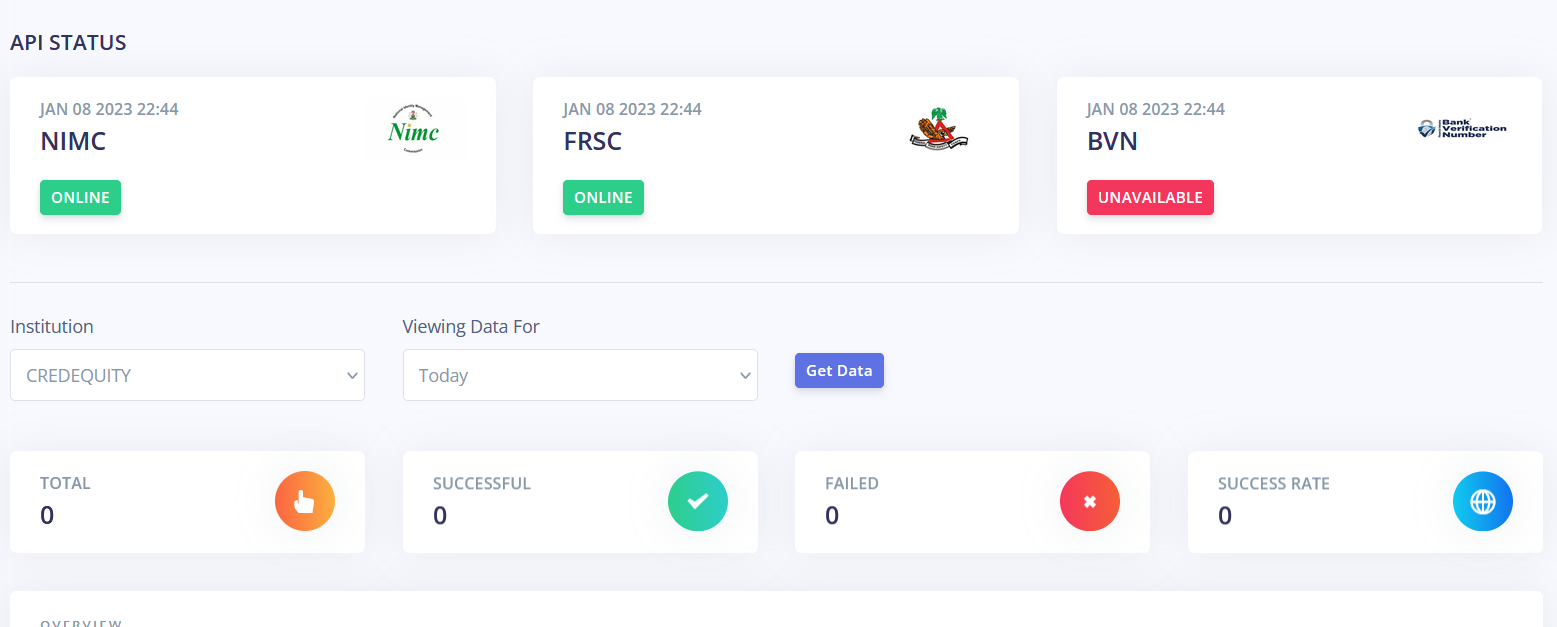 API STATUS
JAN 08 2023 22:44
NIMC
Nimc
ONLINE
JAN 08 2023 22:44
FRSC
ONLINE
JAN 08 2023 22:44
BVN
Bank
Verification
Number
UNAVAILABLE
Institution
CREDEQUITY
Viewing Data For
Today
Get Data
TOTAL
0
SUCCESSFUL
0
FAILED
0
SUCCESS RATE
0
OVERVIEW